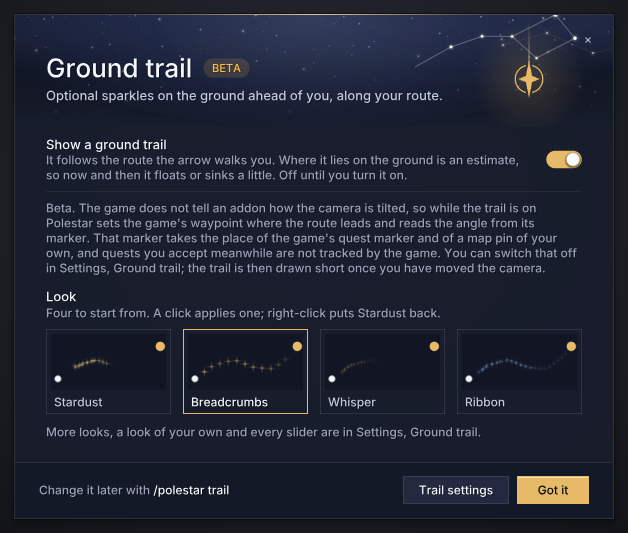 Ground trail BETA
×
Optional sparkles on the ground ahead of you, along your route.
Show a ground trail
It follows the route the arrow walks you. Where it lies on the ground is an estimate,
so now and then it floats or sinks a little. Off until you turn it on.
Beta. The game does not tell an addon how the camera is tilted, so while the trail is on
Polestar sets the game's waypoint where the route leads and reads the angle from its
marker. That marker takes the place of the game's quest marker and of a map pin of your
own, and quests you accept meanwhile are not tracked by the game. You can switch that off
in Settings, Ground trail; the trail is then drawn short once you have moved the camera.
Look
Four to start from. A click applies one; right-click puts Stardust back.
Stardust
Breadcrumbs
Whisper
Ribbon
More looks, a look of your own and every slider are in Settings, Ground trail.
Change it later with /polestar trail
Trail settings
Got it